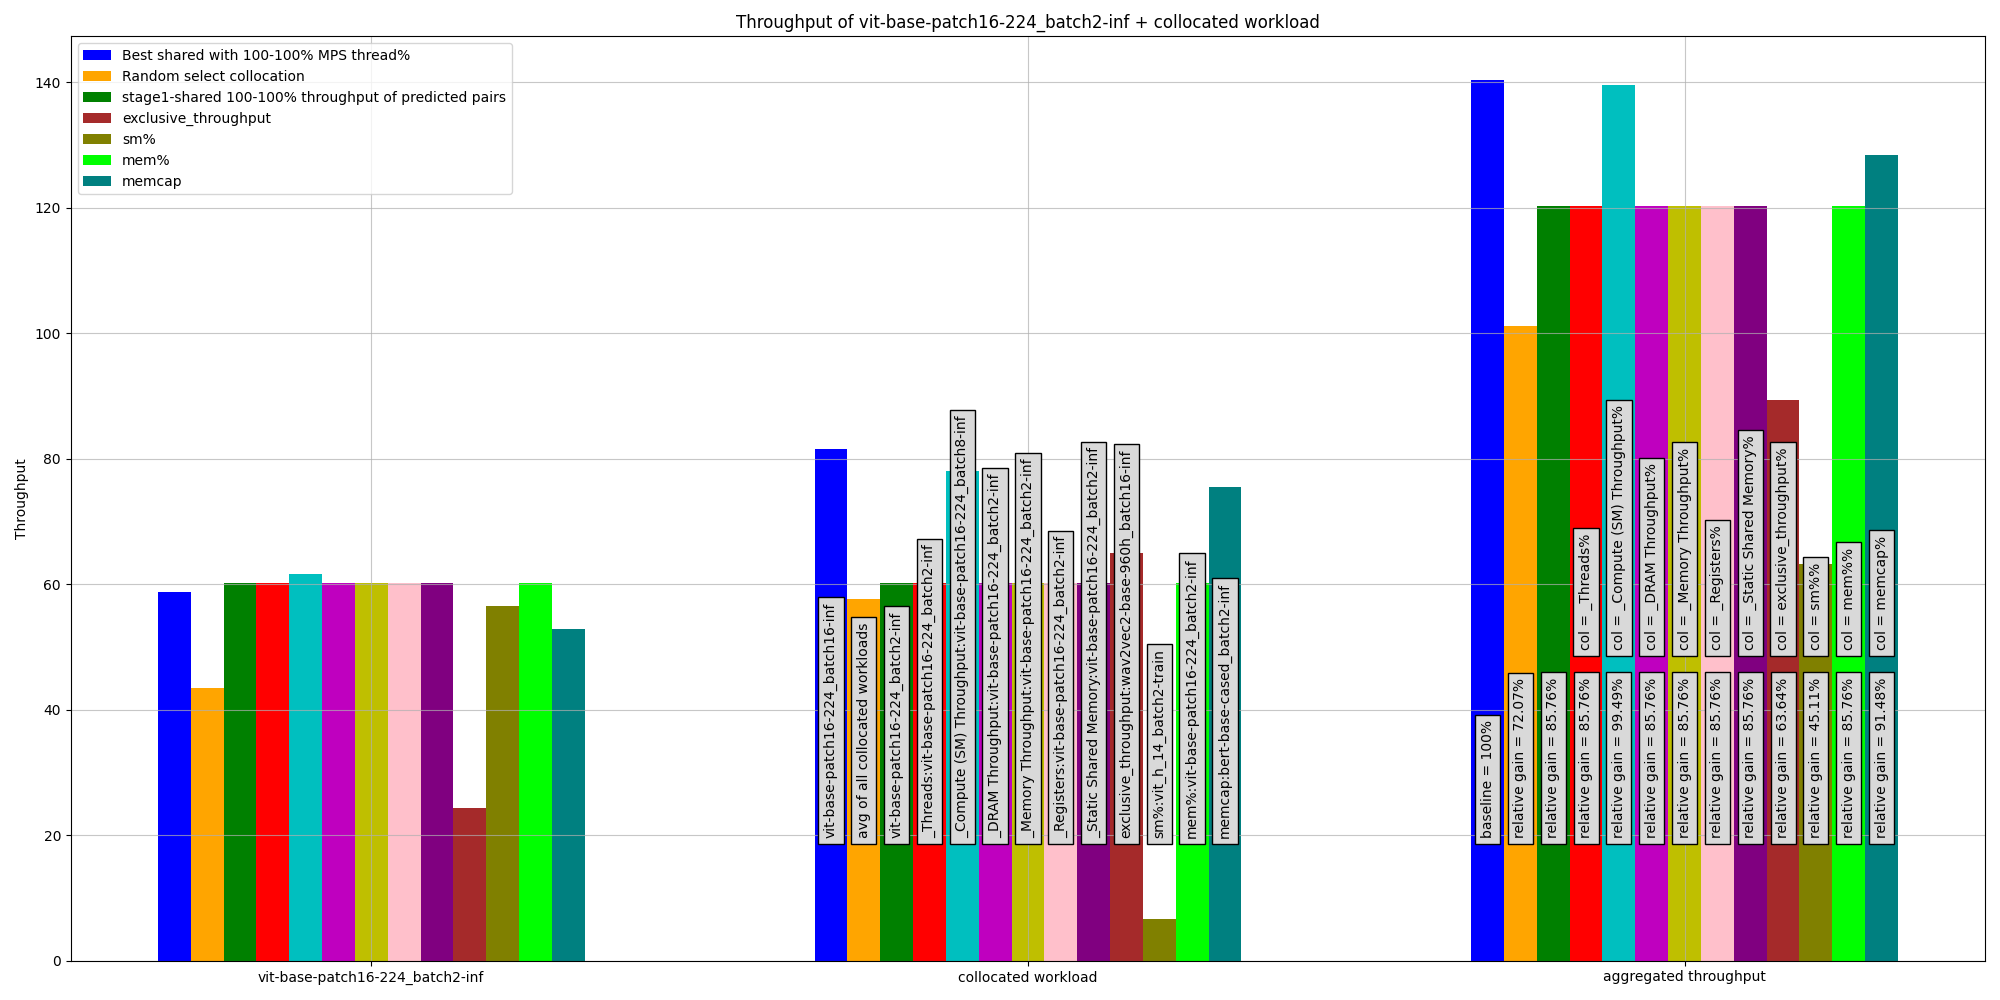 Throughput of vit-base-patch16-224_batch2-inf + collocated workload
Best shared with 100-100% MPS thread%
Random select collocation
stage1-shared 100-100% throughput of predicted pairs
exclusive_throughput
sm%
mem%
memcap
Throughput
140
120
100
80
60
40
20
0
vit-base-patch16-224_batch16-inf
avg of all collocated workloads
vit-base-patch16-224_batch2-inf
_Threads:vit-base-patch16-224_batch2-inf
_Compute (SM) Throughput:vit-base-patch16-224_batch8-inf
_DRAM Throughput:vit-base-patch16-224_batch2-inf
_Memory Throughput:vit-base-patch16-224_batch2-inf
_Registers:vit-base-patch16-224_batch2-inf
_Static Shared Memory:vit-base-patch16-224_batch2-inf
exclusive_throughput:wav2vec2-base-960h_batch16-inf
sm%:vit_h_14_batch2-train
mem%:vit-base-patch16-224_batch2-inf
memcap:bert-base-cased_batch2-inf
col = _Threads%
col = _Compute (SM) Throughput%
col = _DRAM Throughput%
col = _Memory Throughput%
col = _Registers%
col = _Static Shared Memory%
col = exclusive_throughput%
col = sm%%
col = mem%%
col = memcap%
baseline = 100%
relative gain = 72.07%
relative gain = 85.76%
relative gain = 85.76%
relative gain = 99.49%
relative gain = 85.76%
relative gain = 85.76%
relative gain = 85.76%
relative gain = 85.76%
relative gain = 63.64%
relative gain = 45.11%
relative gain = 85.76%
relative gain = 91.48%
vit-base-patch16-224_batch2-inf
collocated workload
aggregated throughput